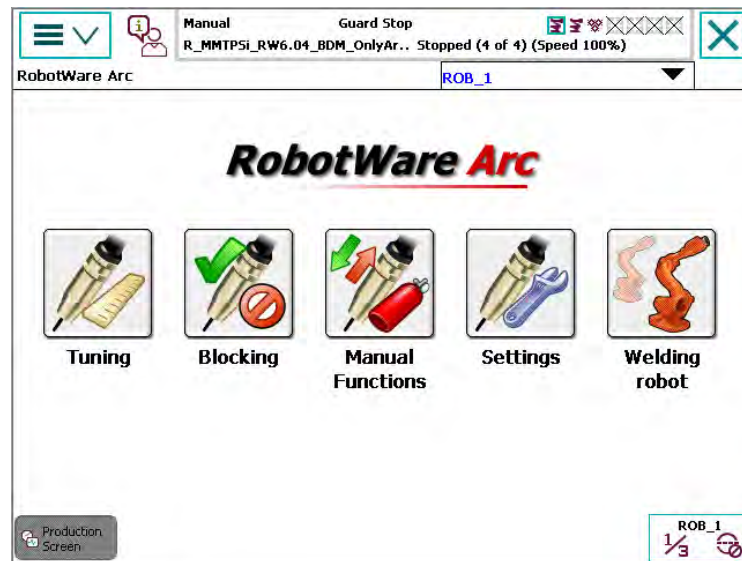 Manual Guard Stop
R_MMTPSi_RW6.04_BDM_OnlyAr.. Stopped (4 of 4) (Speed 100%)
RobotWare Arc
ROB_1
RobotWare Arc
Tuning
Blocking
Manual
Functions
Settings
Welding
robot
Production
Screen
ROB_1
1/3